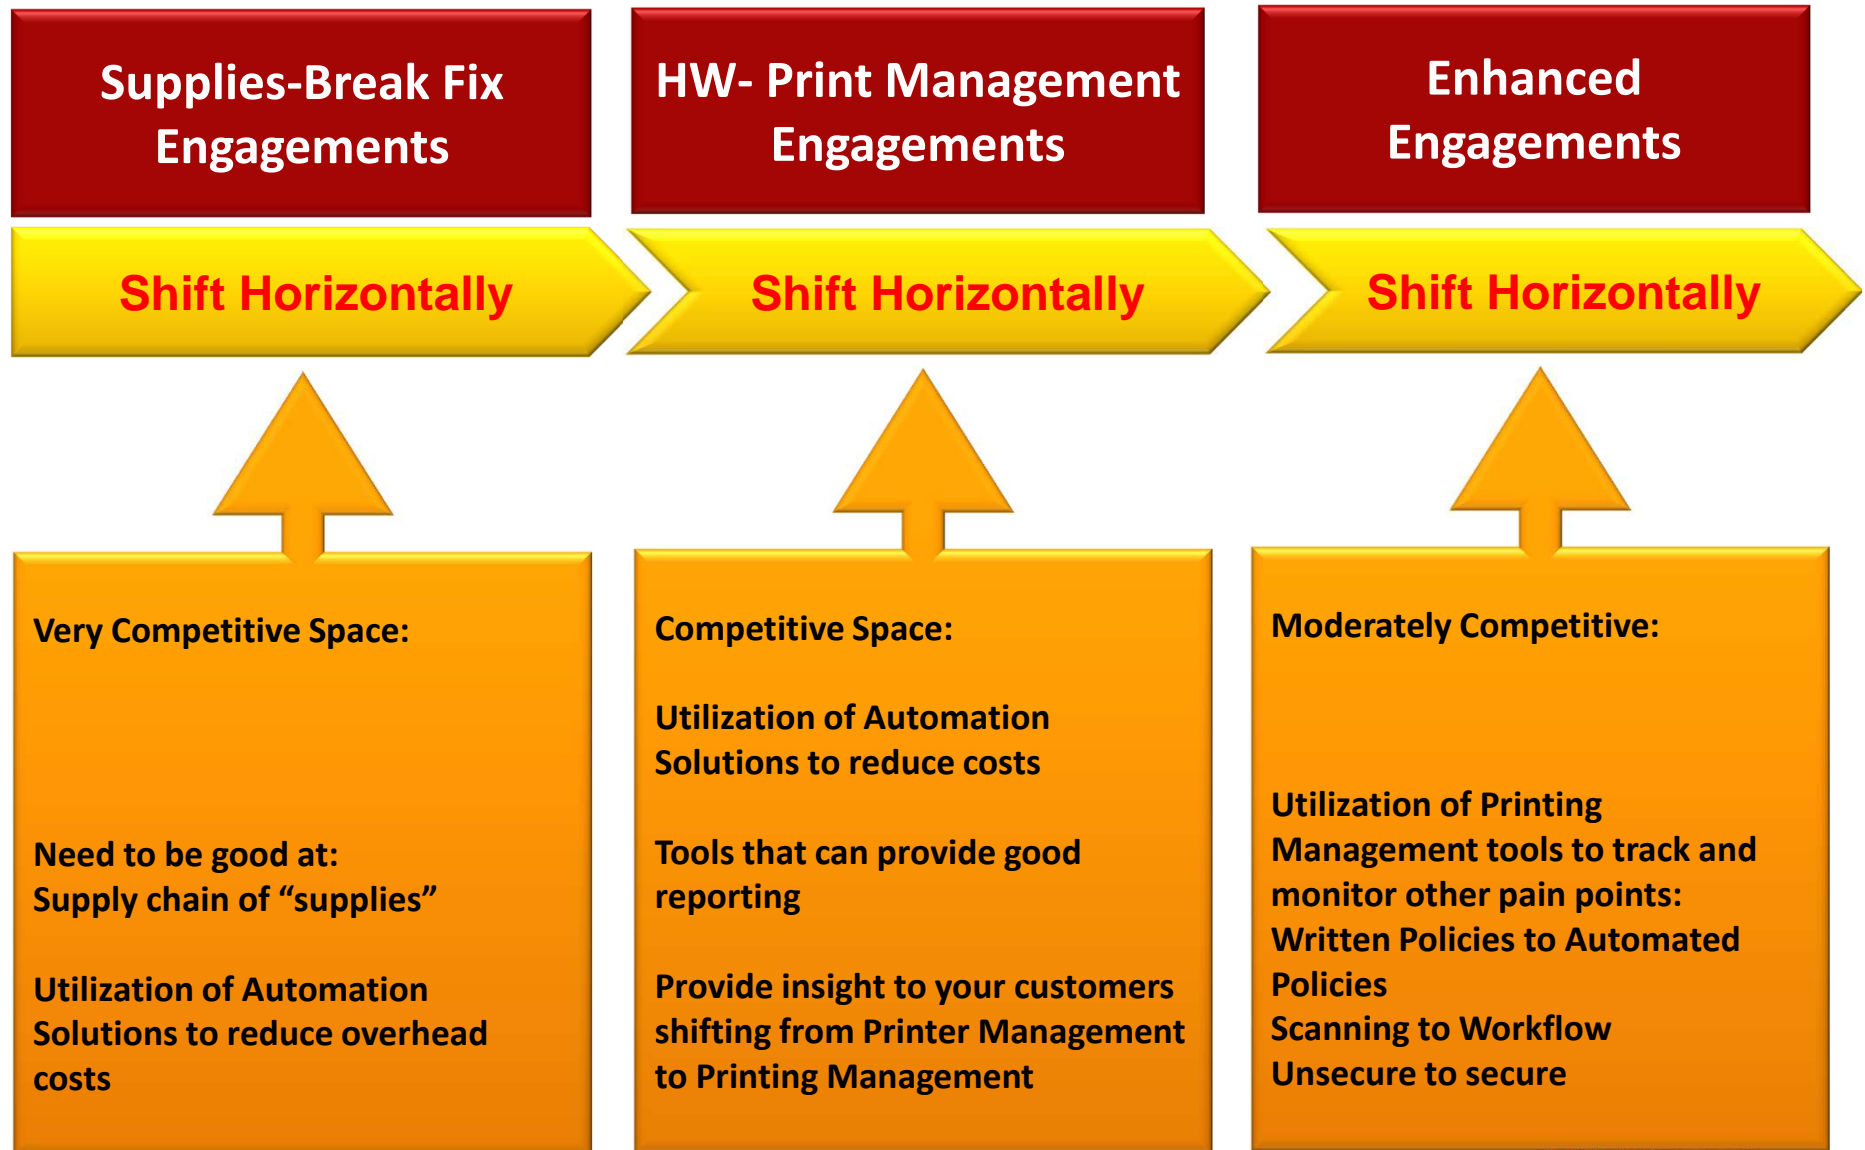 Supplies-Break Fix
Engagements
HW- Print Management
Engagements
Enhanced
Engagements
Shift Horizontally
Shift Horizontally
Shift Horizontally
Very Competitive Space:
Need to be good at:
Supply chain of “supplies”
Utilization of Automation
Solutions to reduce overhead
costs
Competitive Space:
Utilization of Automation
Solutions to reduce costs
Tools that can provide good
reporting
Provide insight to your customers
shifting from Printer Management
to Printing Management
Moderately Competitive:
Utilization of Printing
Management tools to track and
monitor other pain points:
Written Policies to Automated
Policies
Scanning to Workflow
Unsecure to secure